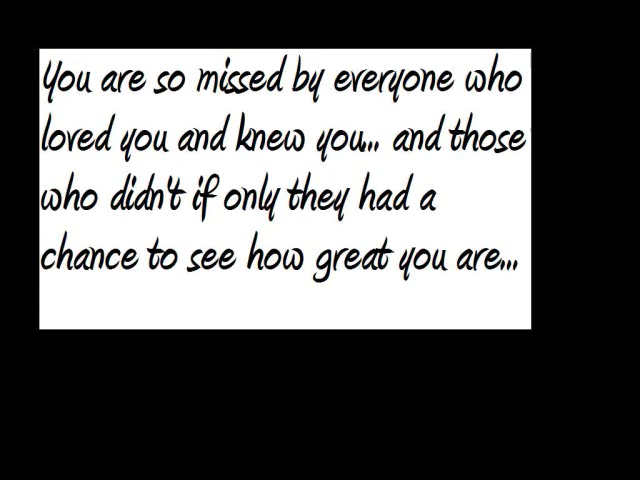 You are so missed by everyone who
loved you and knew you... and those
who didn't if only they had a
chance to see how great you are...